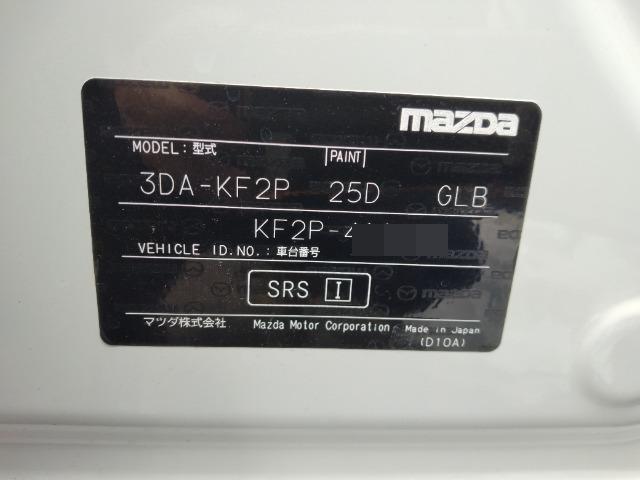 mazda
MODEL:型式 PAINT
3DA-KF2P 25D GLB
KF2P-4
VEHICLE ID.NO.:車台番号
SRS I
マツダ株式会社 Mazda Motor Corporation Made in Japan
(D10A)